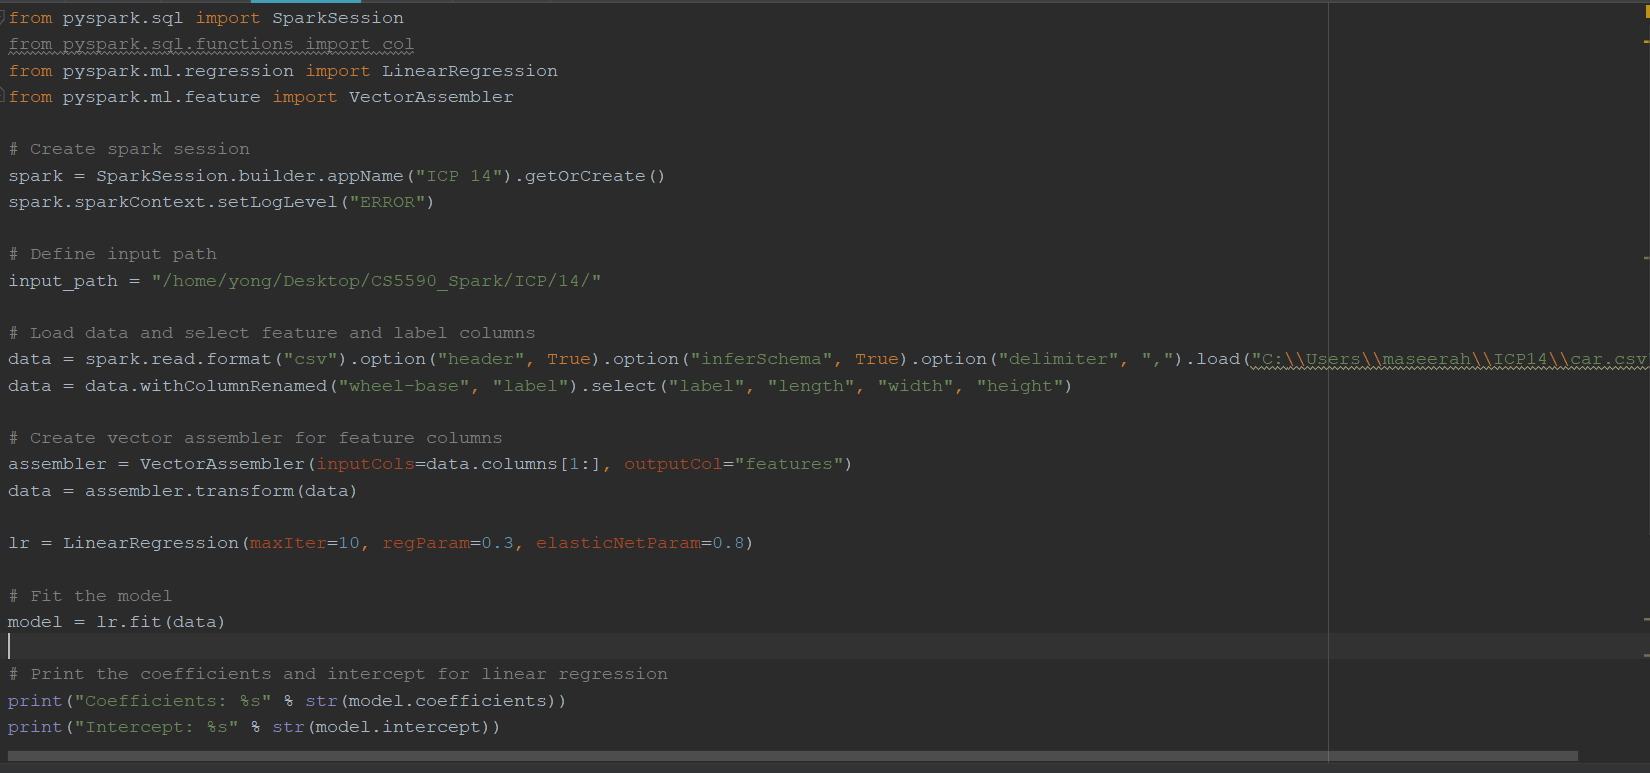 from pyspark.sql import SparkSession
from pyspark.sql.functions import col
from pyspark.ml.regression import LinearRegression
from pyspark.ml.feature import VectorAssembler
# Create spark session
spark = SparkSession.builder.appName("ICP 14").getOrCreate()
spark.sparkContext.setLogLevel("ERROR")
# Define input path
input_path = "/home/yong/Desktop/CS5590_Spark/ICP/14/"
# Load data and select feature and label columns
data = spark.read.format("csv").option("header", True).option("inferSchema", True).option("delimiter", ",").load("C:\\Users\\maseerah\\ICP14\\car.csv
data = data.withColumnRenamed("wheel-base", "label").select("label", "length", "width", "height")
# Create vector assembler for feature columns
assembler = VectorAssembler(inputCols=data.columns[1:], outputCol="features")
data = assembler.transform(data)
lr = LinearRegression(maxIter=10, regParam=0.3, elasticNetParam=0.8)
# Fit the model
model = lr.fit(data)
# Print the coefficients and intercept for linear regression
print("Coefficients: %s" % str(model.coefficients))
print("Intercept: %s" % str(model.intercept))